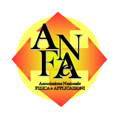 ANFeA
Associazione Nazionale
FISICA e APPLICAZIONI